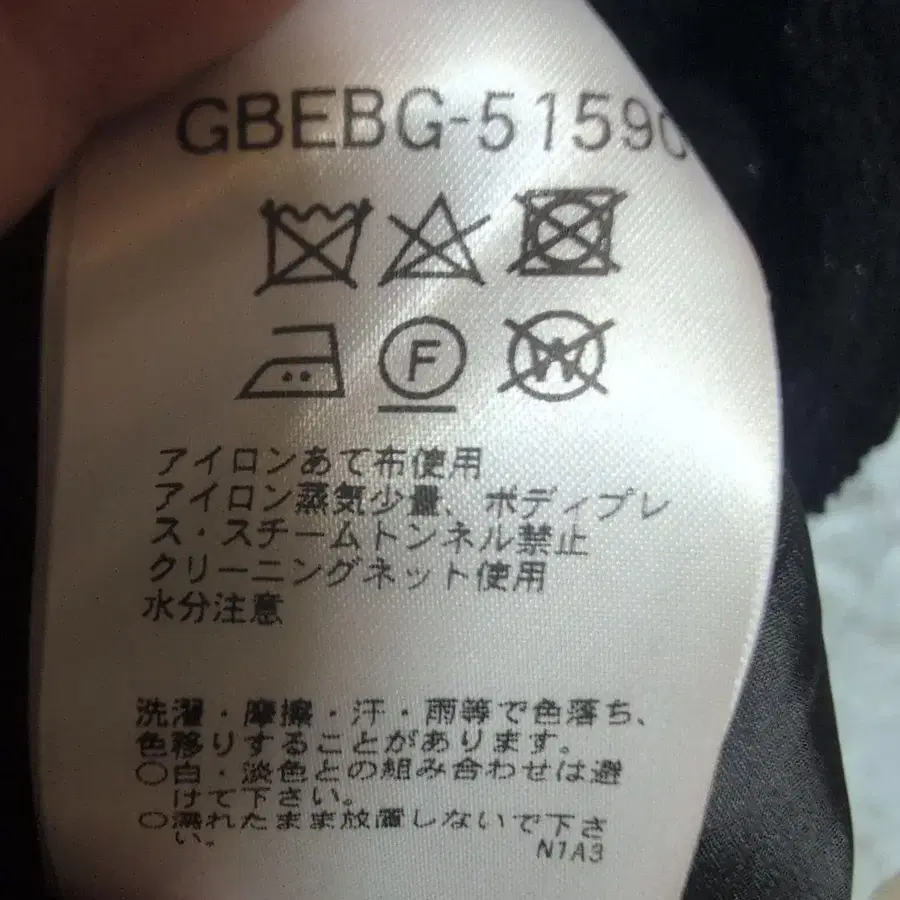 GBEBG-51590
F
W
アイロンあて布使用
アイロン蒸気少量、ボディプレ
ス・スチームトンネル禁止
クリーニングネット使用
水分注意
洗濯・摩擦・汗・雨等で色落ち、
色移りすることがあります。
○白・淡色との組み合わせは避
けて下さい。
○濡れたまま放置しないで下さ
い。
N1A3